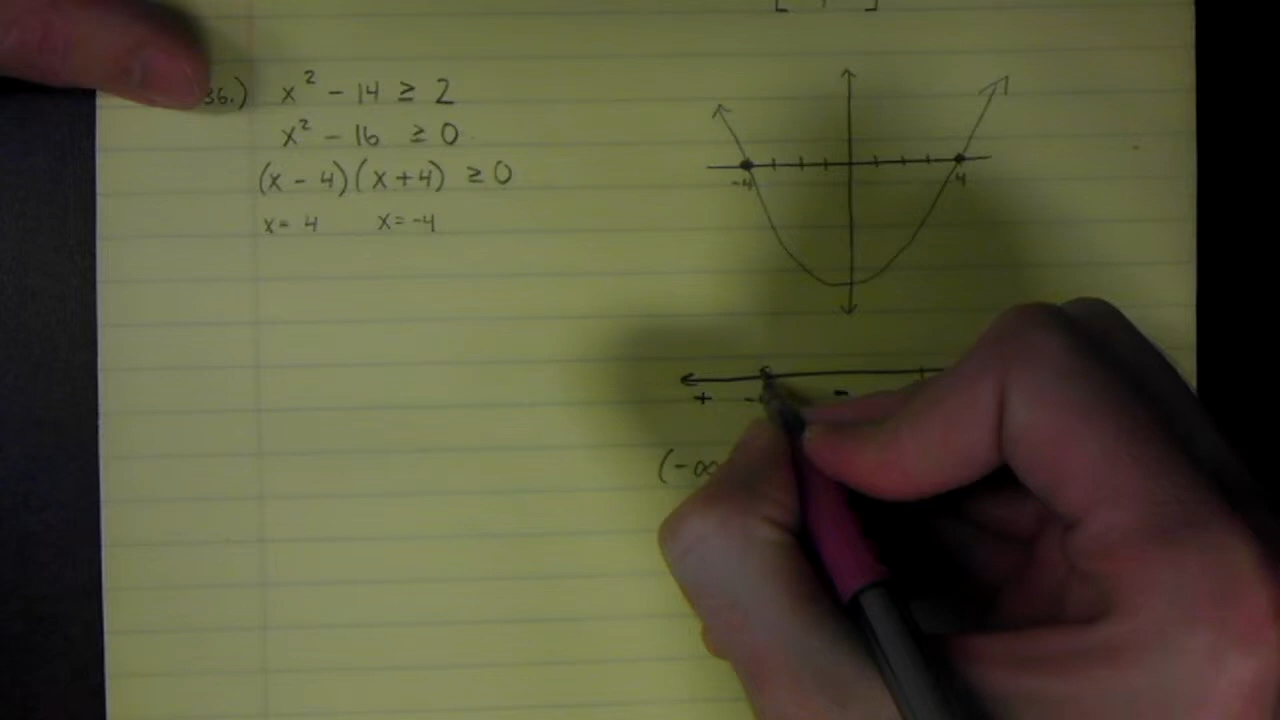 36.) x² - 14 ≥ 2
x² - 16 ≥ 0
(x - 4)(x + 4) ≥ 0
x = 4 x = -4
-4 4
+ - -
(-∞